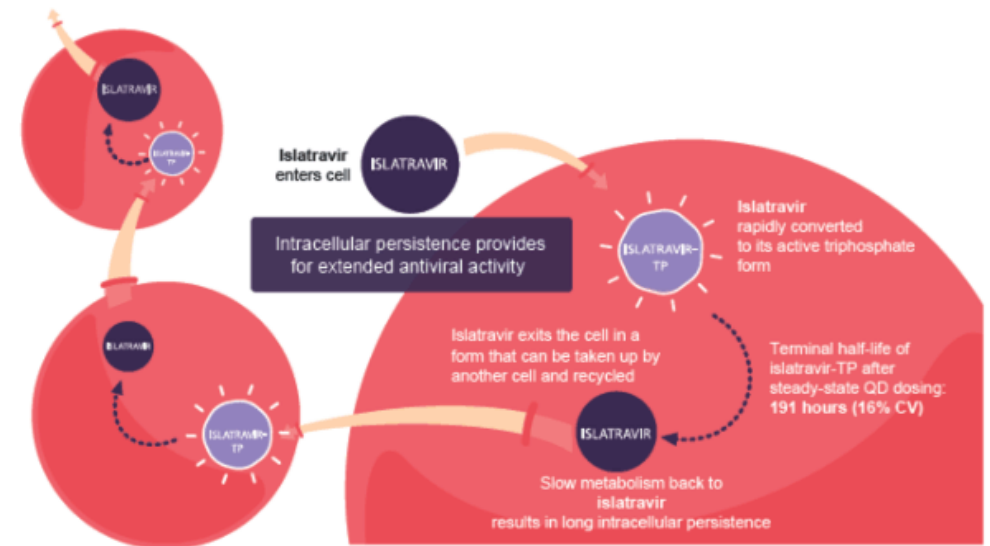 ISLATRAVIR
ISLATRAVIR-
TP
Islatravir
enters cell
ISLATRAVIR
Intracellular persistence provides
for extended antiviral activity
ISLATRAVIR-
TP
Islatravir
rapidly converted
to its active triphosphate
form
Terminal half-life of
islatravir-TP after
steady-state QD dosing:
191 hours (16% CV)
Islatravir exits the cell in a
form that can be taken up by
another cell and recycled
ISLATRAVIR
Slow metabolism back to
islatravir
results in long intracellular persistence
ISLATRAVIR
ISLATRAVIR-
TP